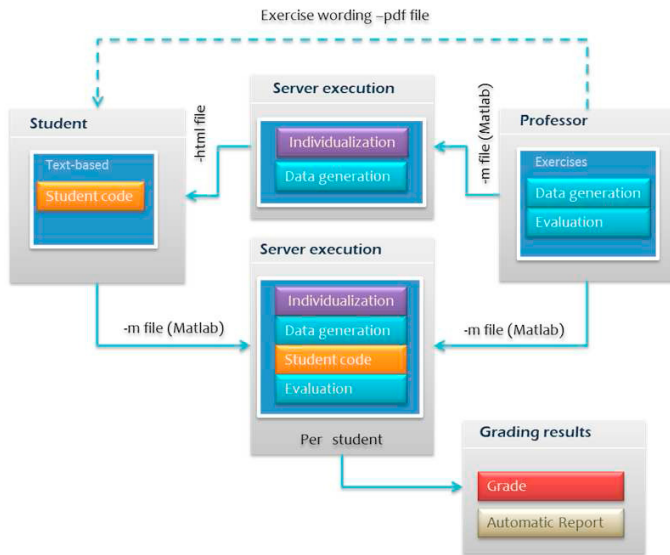 Exercise wording –pdf file
Server execution
Individualization
Data generation
Student
Text-based
Student code
-html file
-m file (Matlab)
Professor
Exercises
Data generation
Evaluation
Server execution
Individualization
Data generation
Student code
Evaluation
Per student
-m file (Matlab)
-m file (Matlab)
Grading results
Grade
Automatic Report